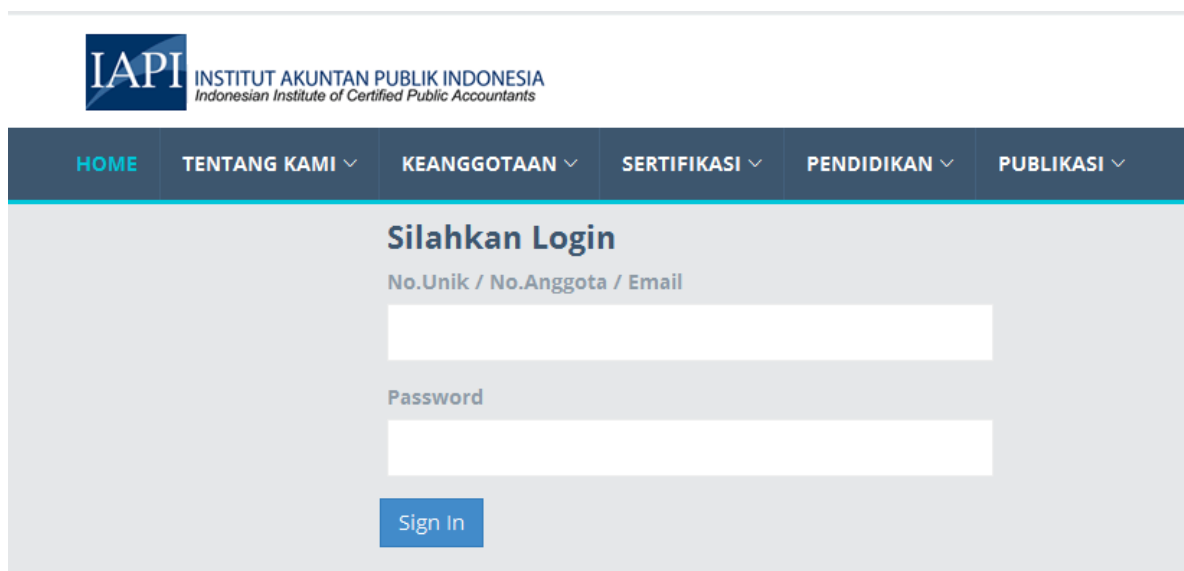 IAPI
INSTITUT AKUNTAN PUBLIK INDONESIA
Indonesian Institute of Certified Public Accountants
HOME TENTANG KAMI KEANGGOTAAN SERTIFIKASI PENDIDIKAN PUBLIKASI
Silahkan Login
No.Unik / No.Anggota / Email
Password
Sign In